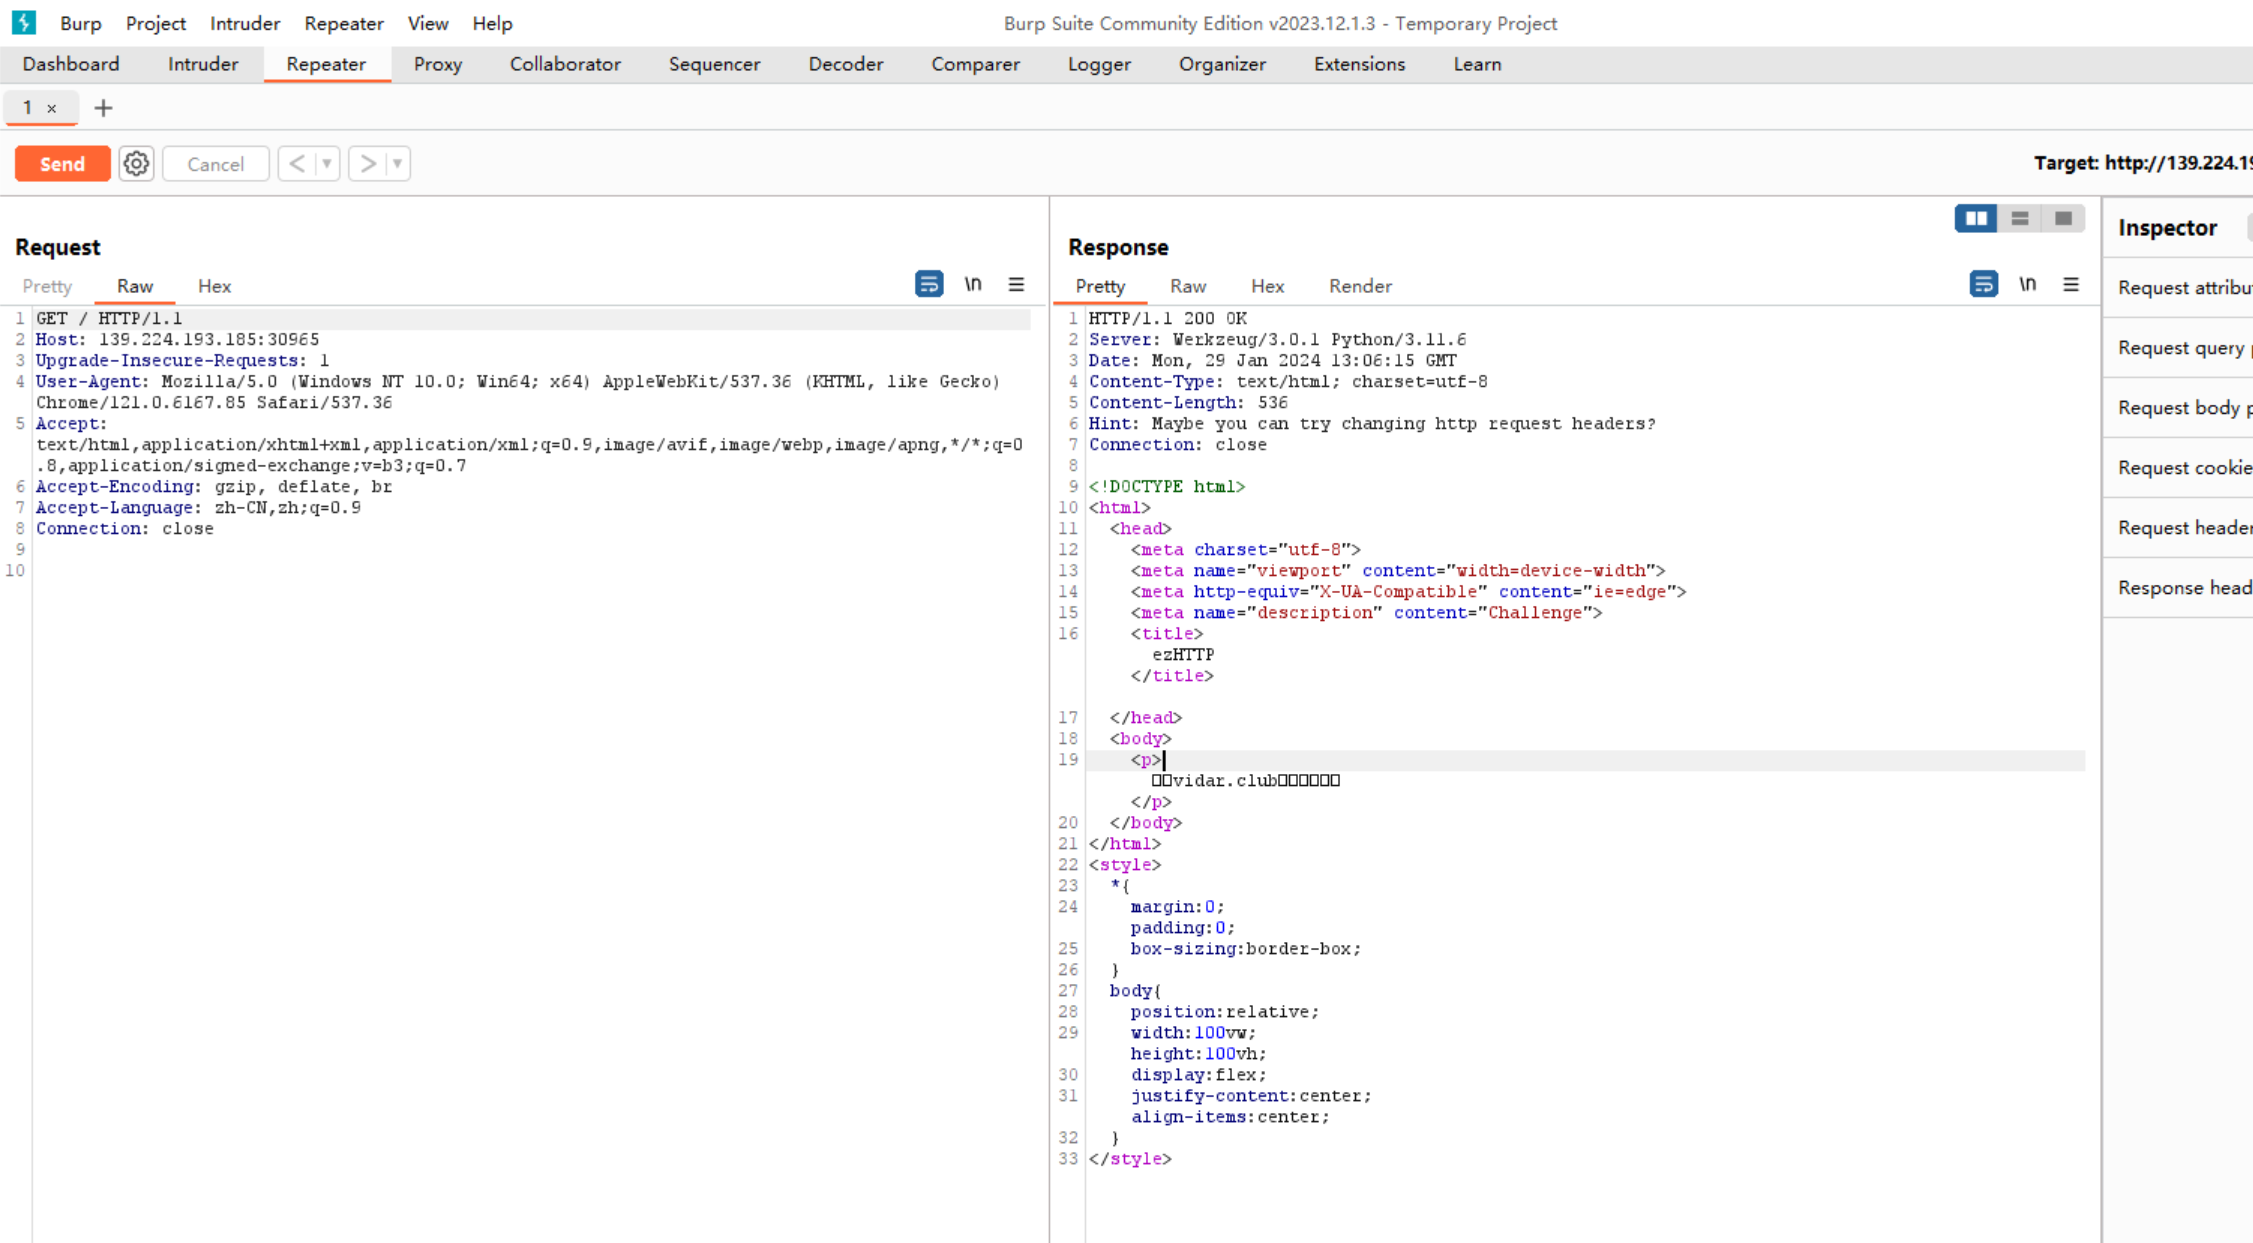 Burp Project Intruder Repeater View Help
Burp Suite Community Edition v2023.12.1.3 - Temporary Project
Dashboard Intruder Repeater Proxy Collaborator Sequencer Decoder Comparer Logger Organizer Extensions Learn
1 × +
Send Cancel < >
Target: http://139.224.19
Request
Pretty Raw Hex \n
1 GET / HTTP/1.1
2 Host: 139.224.193.185:30965
3 Upgrade-Insecure-Requests: 1
4 User-Agent: Mozilla/5.0 (Windows NT 10.0; Win64; x64) AppleWebKit/537.36 (KHTML, like Gecko)
Chrome/121.0.6167.85 Safari/537.36
5 Accept:
text/html,application/xhtml+xml,application/xml;q=0.9,image/avif,image/webp,image/apng,*/*;q=0
.8,application/signed-exchange;v=b3;q=0.7
6 Accept-Encoding: gzip, deflate, br
7 Accept-Language: zh-CN,zh;q=0.9
8 Connection: close
9
10
Response
Pretty Raw Hex Render \n
1 HTTP/1.1 200 OK
2 Server: Werkzeug/3.0.1 Python/3.11.6
3 Date: Mon, 29 Jan 2024 13:06:15 GMT
4 Content-Type: text/html; charset=utf-8
5 Content-Length: 536
6 Hint: Maybe you can try changing http request headers?
7 Connection: close
8
9 <!DOCTYPE html>
10 <html>
11 <head>
12 <meta charset="utf-8">
13 <meta name="viewport" content="width=device-width">
14 <meta http-equiv="X-UA-Compatible" content="ie=edge">
15 <meta name="description" content="Challenge">
16 <title>
ezHTTP
</title>
17 </head>
18 <body>
19 <p>
□□vidar.club□□□□□□
</p>
20 </body>
21 </html>
22 <style>
23 *{
24 margin:0;
padding:0;
25 box-sizing:border-box;
26 }
27 body{
28 position:relative;
29 width:100vw;
height:100vh;
30 display:flex;
31 justify-content:center;
align-items:center;
32 }
33 </style>
Inspector
Request attribut
Request query p
Request body p
Request cookie
Request header
Response head